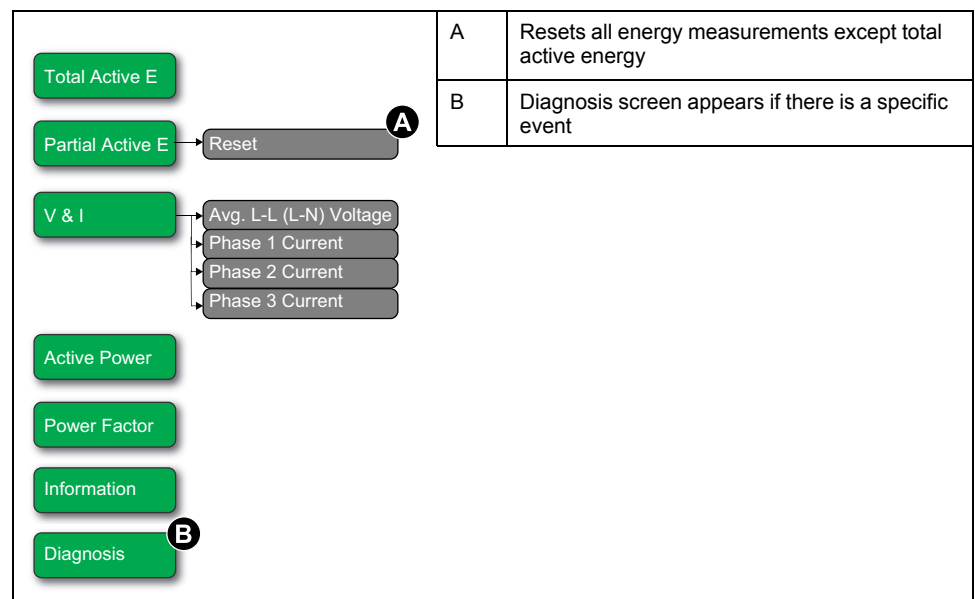 Total Active E
Partial Active E
Reset
A
V & I
Avg. L-L (L-N) Voltage
Phase 1 Current
Phase 2 Current
Phase 3 Current
Active Power
Power Factor
Information
Diagnosis
B
A
Resets all energy measurements except total
active energy
B
Diagnosis screen appears if there is a specific
event